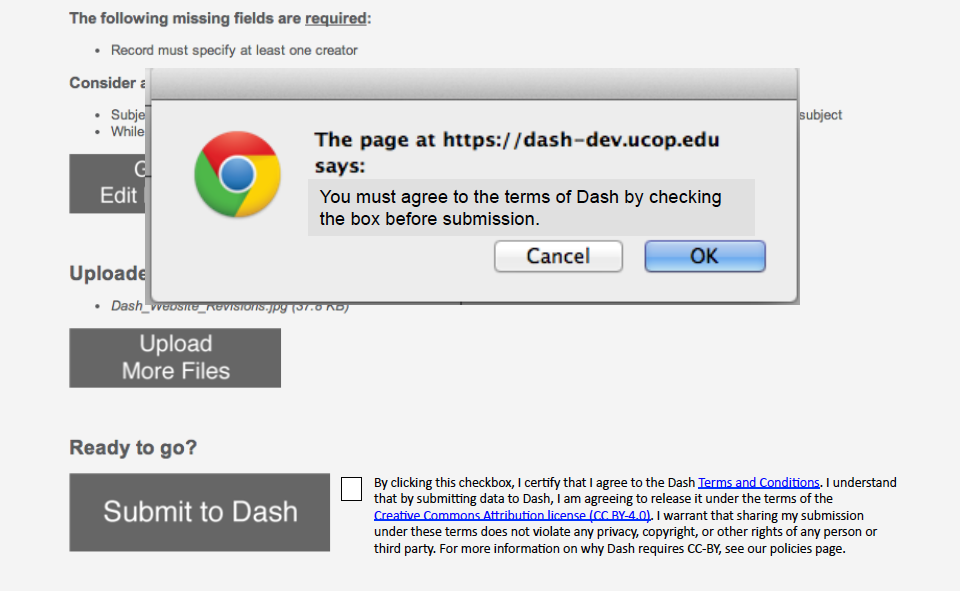 The following missing fields are required:
• Record must specify at least one creator
Consider a
• Subje
subject
• While
The page at https://dash-dev.ucop.edu
says:
You must agree to the terms of Dash by checking
the box before submission.
Edit
Cancel
OK
Uploade
• Dash_Website_Revisions.jpg (37.8 KB)
Upload
More Files
Ready to go?
Submit to Dash
By clicking this checkbox, I certify that I agree to the Dash Terms and Conditions. I understand
that by submitting data to Dash, I am agreeing to release it under the terms of the
Creative Commons Attribution license (CC BY-4.0). I warrant that sharing my submission
under these terms does not violate any privacy, copyright, or other rights of any person or
third party. For more information on why Dash requires CC-BY, see our policies page.